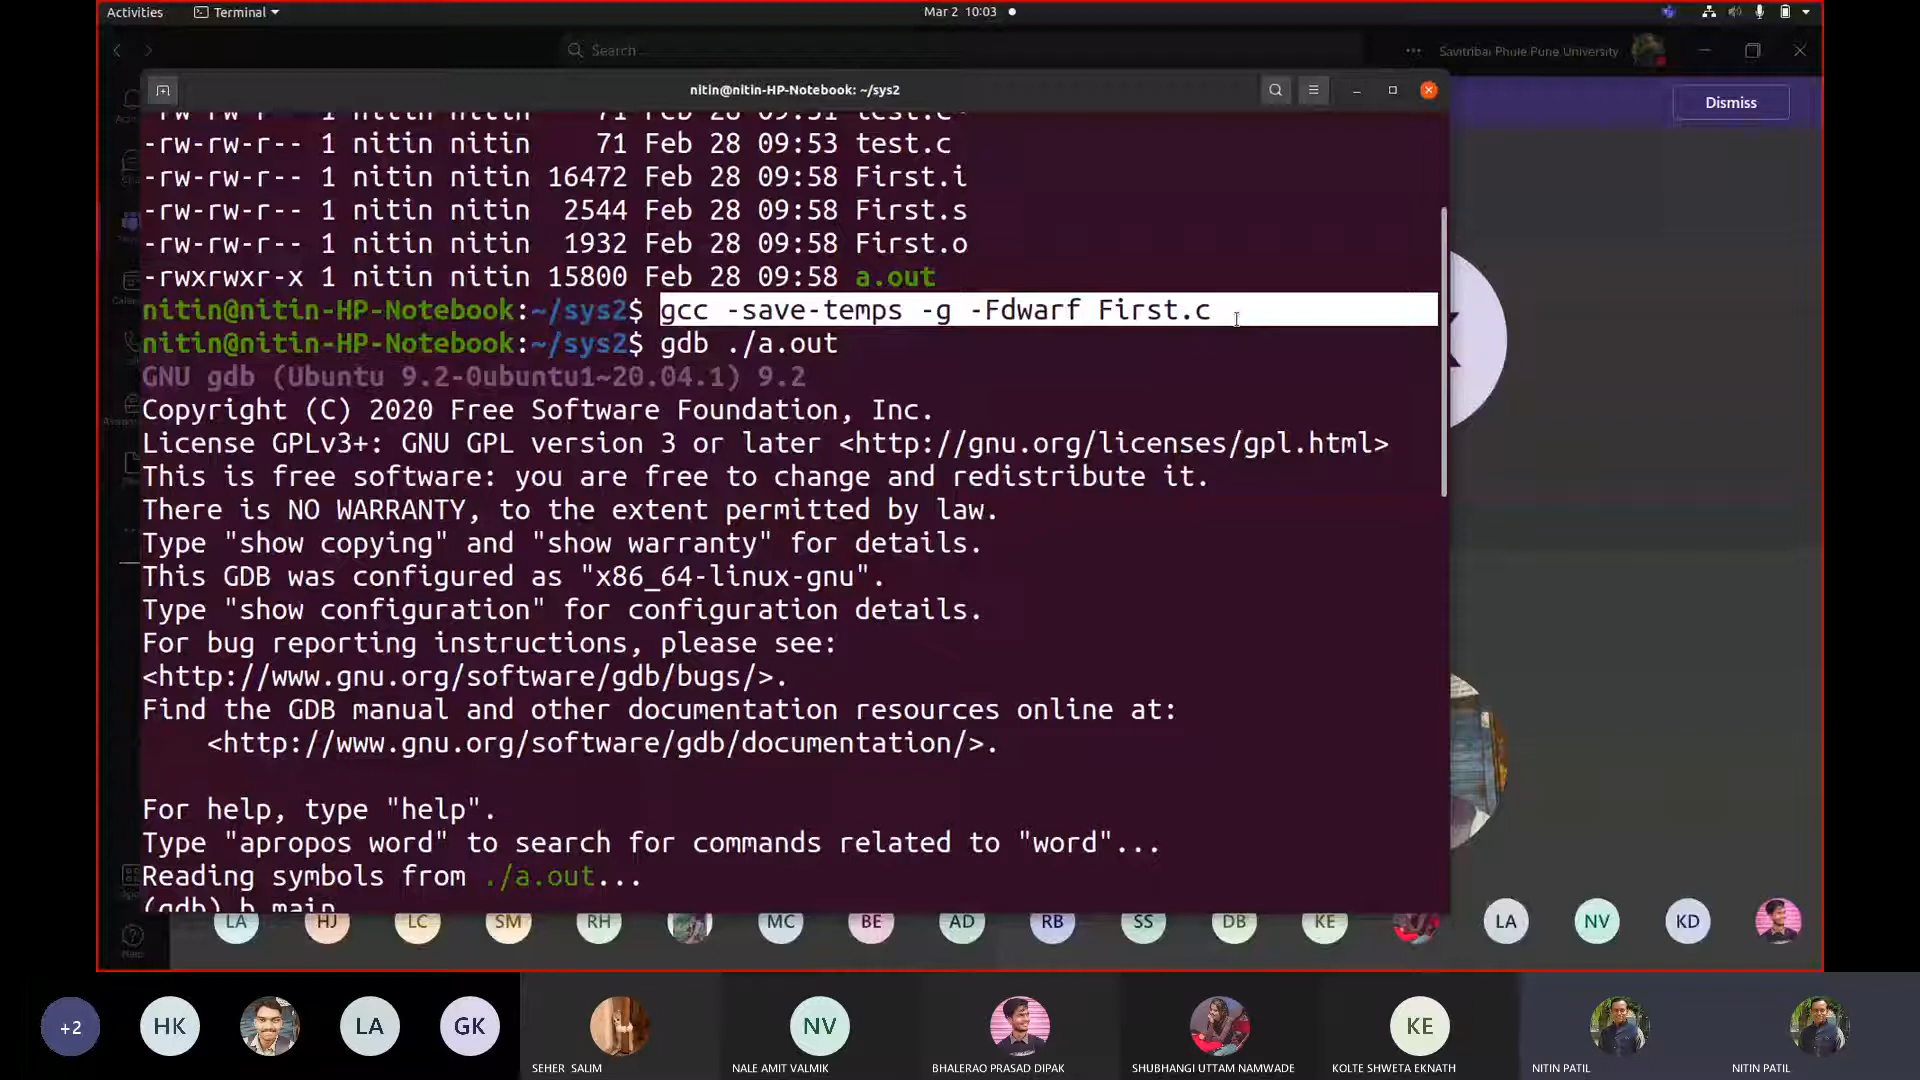 Activities Terminal Mar 2 10:03
Search Savitribai Phule Pune University
nitin@nitin-HP-Notebook: ~/sys2
Dismiss
-rw-rw-r-- 1 nitin nitin 71 Feb 28 09:51 test.c~
-rw-rw-r-- 1 nitin nitin 71 Feb 28 09:53 test.c
-rw-rw-r-- 1 nitin nitin 16472 Feb 28 09:58 First.i
-rw-rw-r-- 1 nitin nitin 2544 Feb 28 09:58 First.s
-rw-rw-r-- 1 nitin nitin 1932 Feb 28 09:58 First.o
-rwxrwxr-x 1 nitin nitin 15800 Feb 28 09:58 a.out
nitin@nitin-HP-Notebook:~/sys2$ gcc -save-temps -g -Fdwarf First.c
nitin@nitin-HP-Notebook:~/sys2$ gdb ./a.out
GNU gdb (Ubuntu 9.2-0ubuntu1~20.04.1) 9.2
Copyright (C) 2020 Free Software Foundation, Inc.
License GPLv3+: GNU GPL version 3 or later <http://gnu.org/licenses/gpl.html>
This is free software: you are free to change and redistribute it.
There is NO WARRANTY, to the extent permitted by law.
Type "show copying" and "show warranty" for details.
This GDB was configured as "x86_64-linux-gnu".
Type "show configuration" for configuration details.
For bug reporting instructions, please see:
<http://www.gnu.org/software/gdb/bugs/>.
Find the GDB manual and other documentation resources online at:
<http://www.gnu.org/software/gdb/documentation/>.
For help, type "help".
Type "apropos word" to search for commands related to "word"...
Reading symbols from ./a.out...
(gdb) b main
LA HJ LC SM RH MC BE AD RB SS DB KE LA NV KD
+2 HK LA GK NV KE
SEHER SALIM NALE AMIT VALMIK BHALERAO PRASAD DIPAK SHUBHANGI UTTAM NAMWADE KOLTE SHWETA EKNATH NITIN PATIL NITIN PATIL